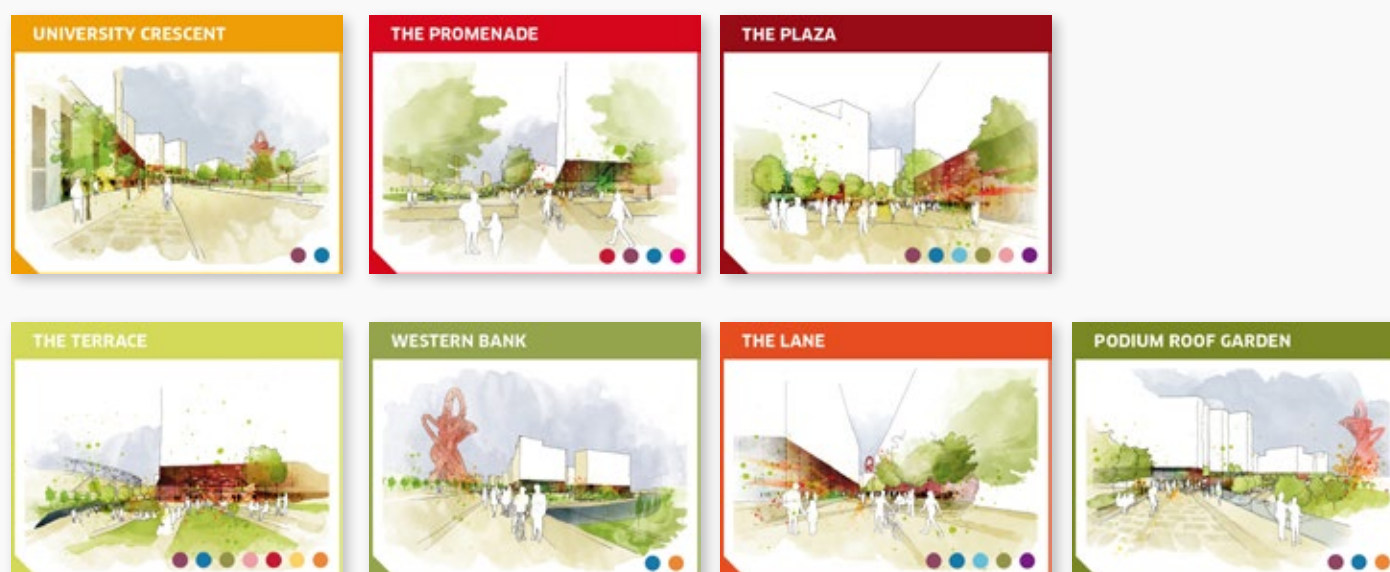 UNIVERSITY CRESCENT
THE PROMENADE
THE PLAZA
THE TERRACE
WESTERN BANK
THE LANE
PODIUM ROOF GARDEN